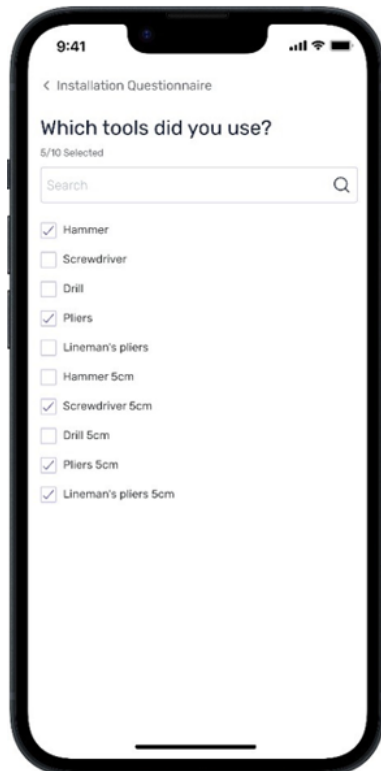 9:41
Installation Questionnaire
Which tools did you use?
5/10 Selected
Search
Hammer
Screwdriver
Drill
Pliers
Lineman's pliers
Hammer 5cm
Screwdriver 5cm
Drill 5cm
Pliers 5cm
Lineman's pliers 5cm